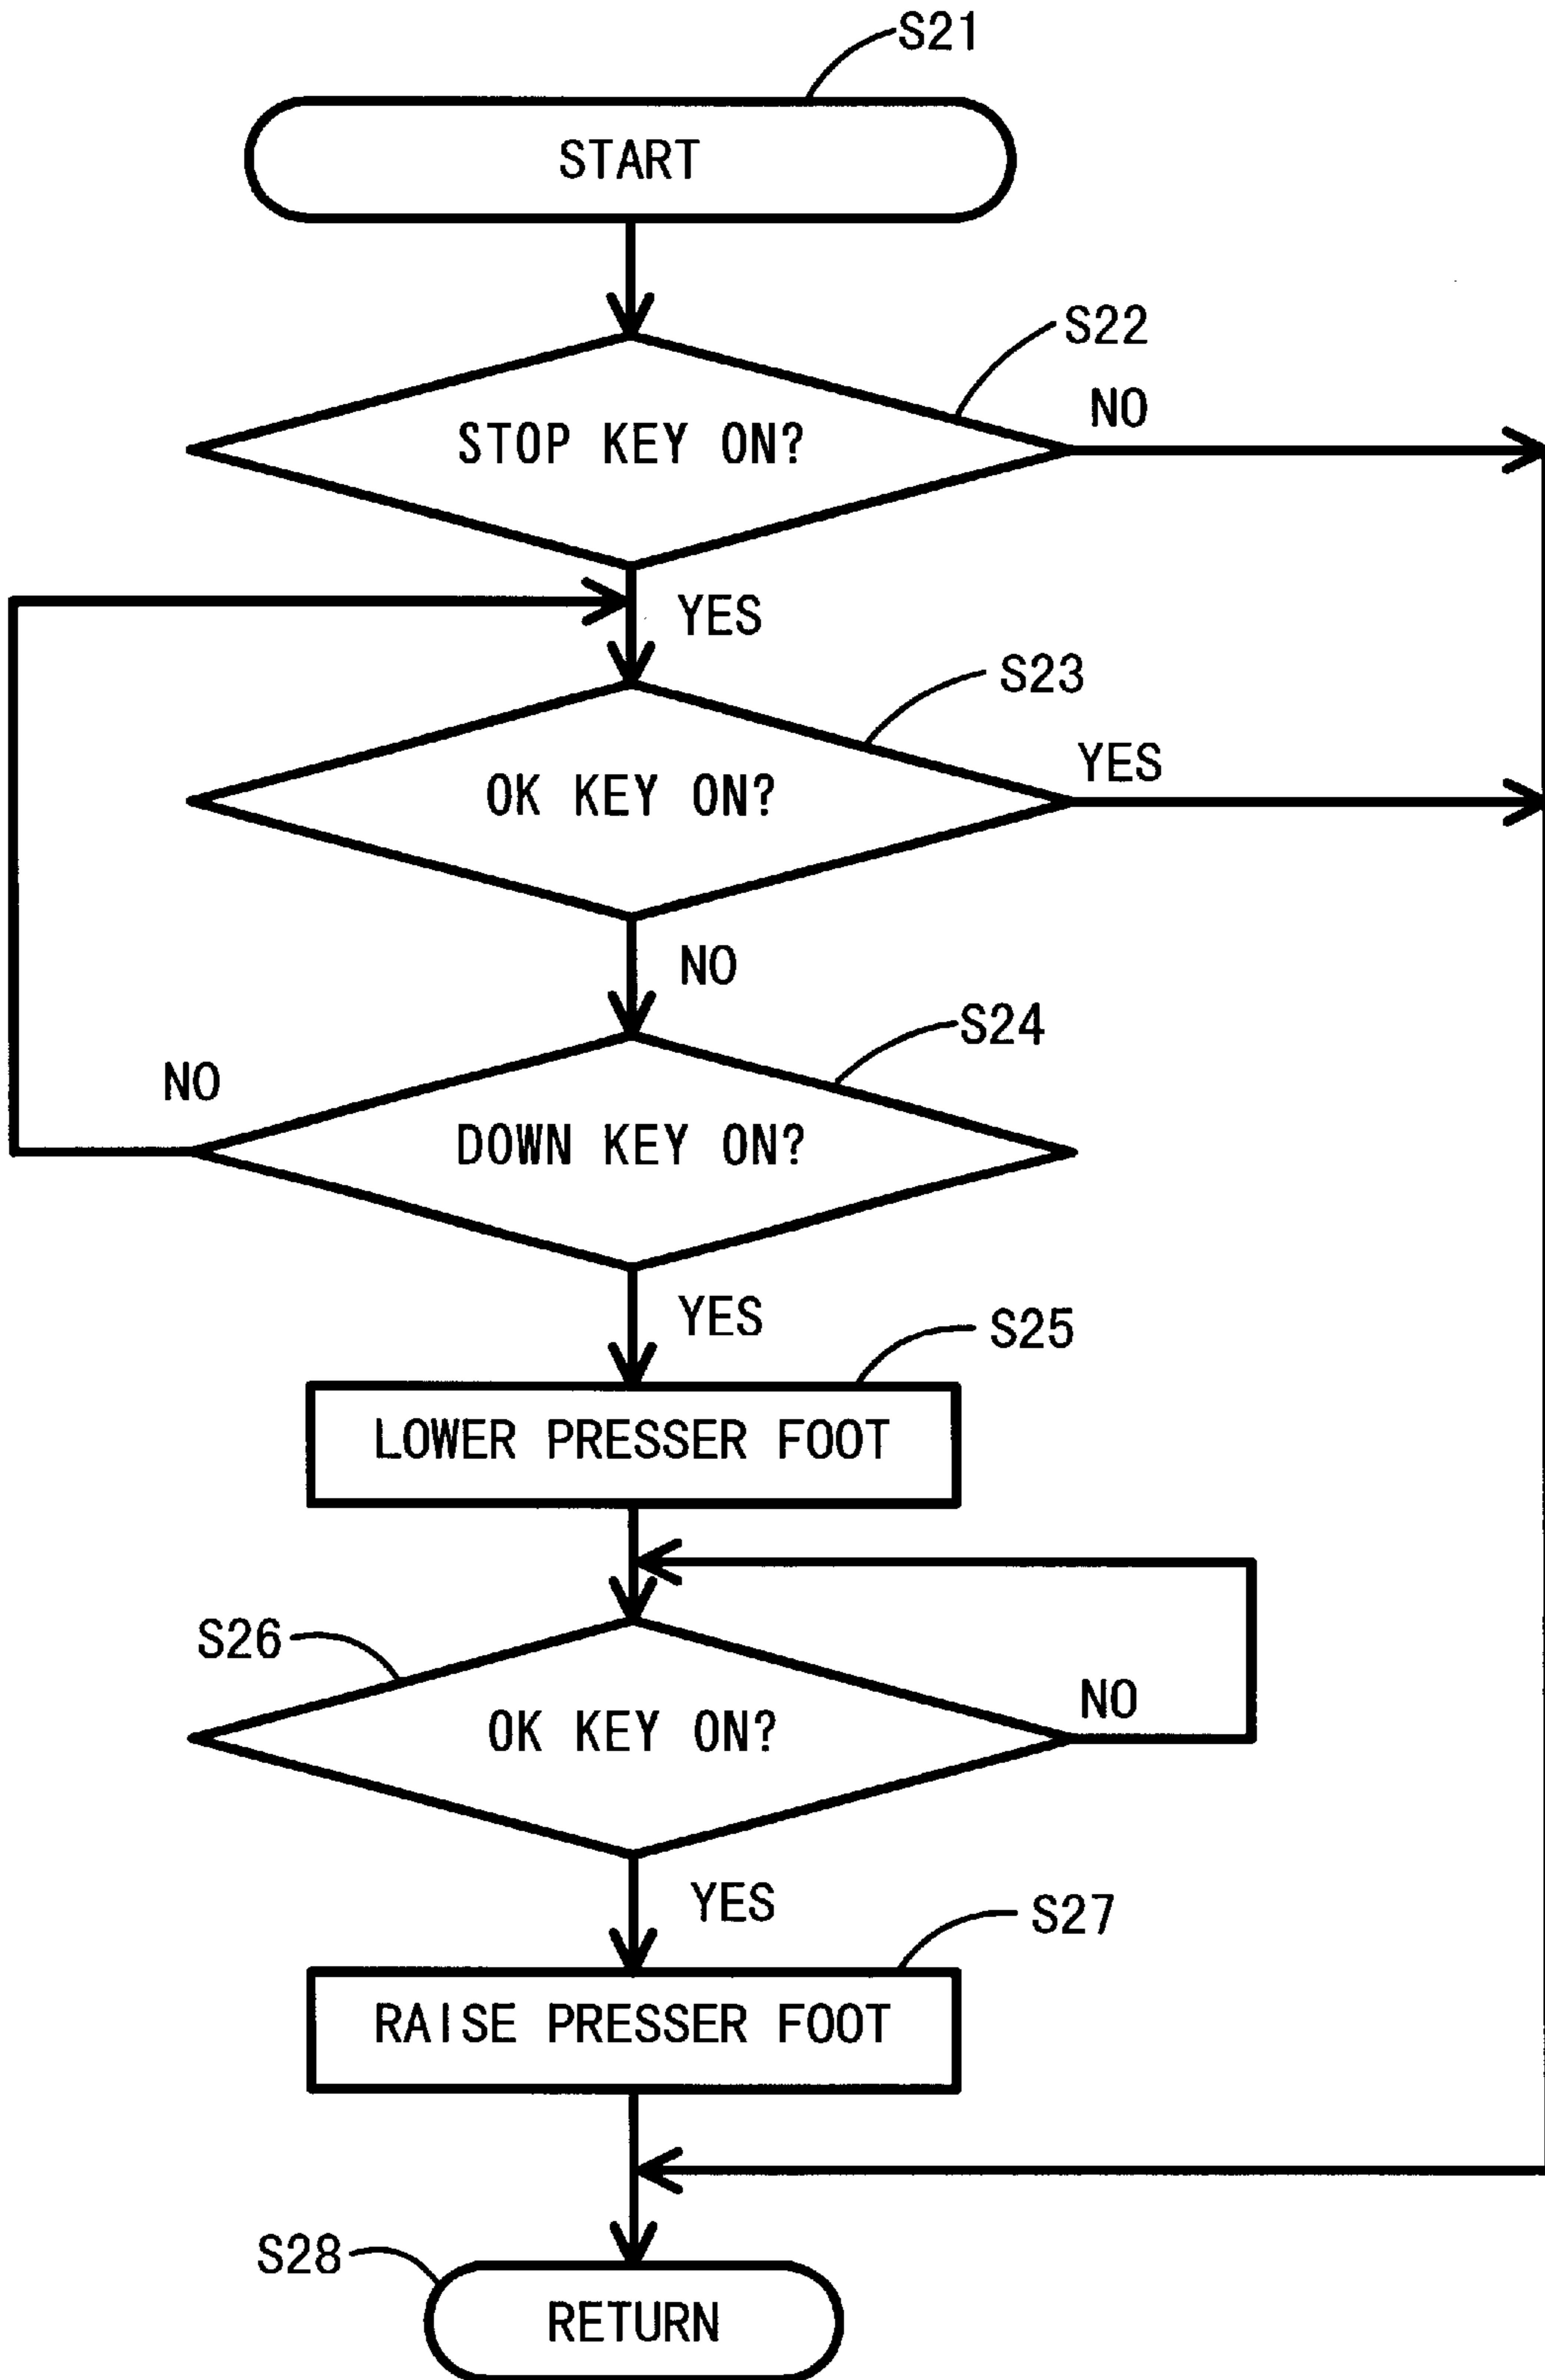 S21
START
S22
STOP KEY ON?
NO
YES
S23
OK KEY ON?
YES
NO
S24
NO
DOWN KEY ON?
YES
S25
LOWER PRESSER FOOT
S26
OK KEY ON?
NO
YES
S27
RAISE PRESSER FOOT
S28
RETURN